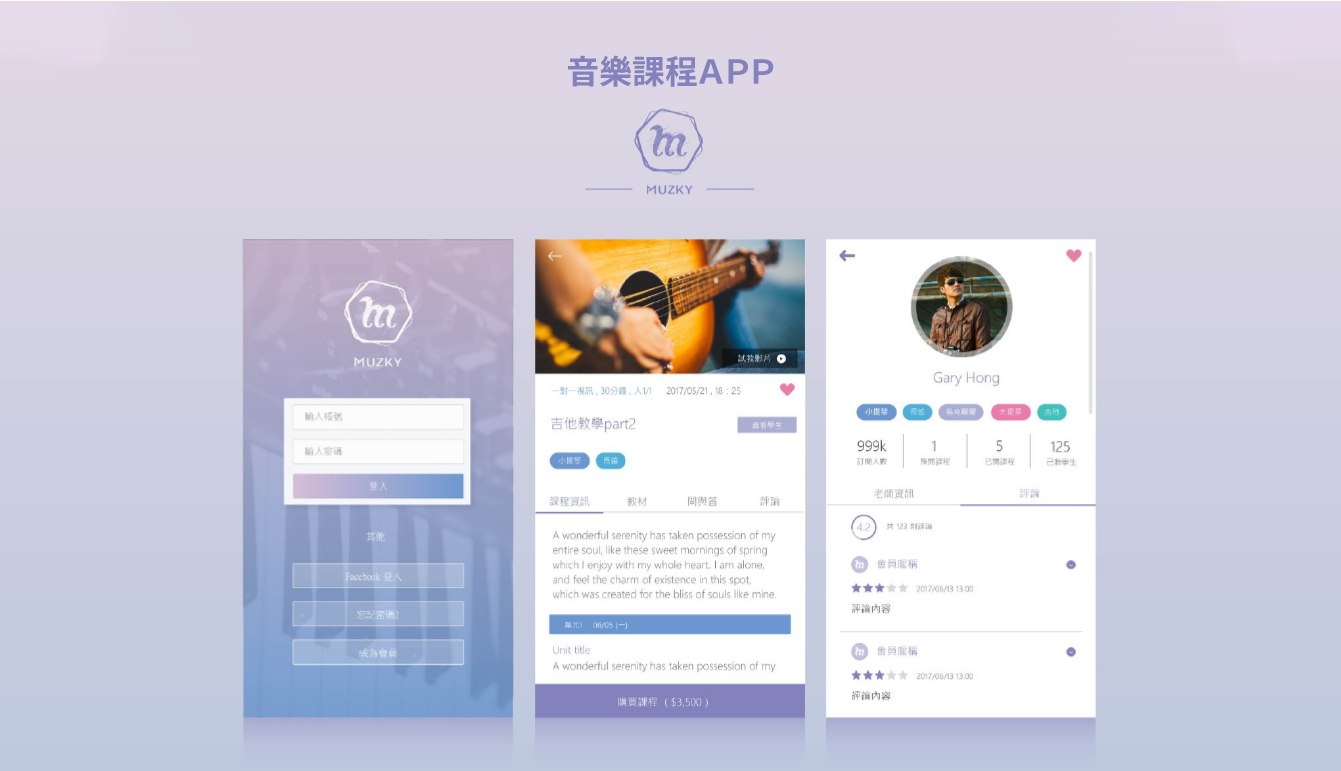 音樂課程APP
m
MUZKY
m
MUZKY
輸入帳號
輸入密碼
登入
其他
Facebook 登入
忘記密碼?
成為會員
試教影片
一對一視訊 , 30分鐘 , 人1/1 2017/05/21 , 18 : 25
吉他教學part2
查看學生
小提琴 長笛
課程資訊 教材 問與答 評論
A wonderful serenity has taken possession of my
entire soul, like these sweet mornings of spring
which I enjoy with my whole heart. I am alone,
and feel the charm of existence in this spot,
which was created for the bliss of souls like mine.
單元1 06/05 (一)
Unit title
A wonderful serenity has taken possession of my
購買課程 ( $3,500 )
Gary Hong
小提琴 長笛 烏克麗麗 大提琴 吉他
999k 1 5 125
訂閱人數 預開課程 已開課程 已教學生
老師資訊 評論
4.2 共 123 則評論
m 會員暱稱
2017/06/13 13:00
評論內容
m 會員暱稱
2017/06/13 13:00
評論內容